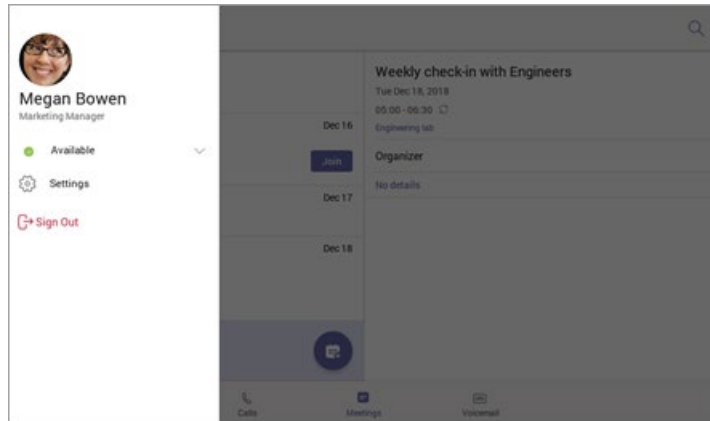 Megan Bowen
Marketing Manager
Available
Settings
Sign Out
Dec 16
Join
Dec 17
Dec 18
Weekly check-in with Engineers
Tue Dec 18, 2018
05:00 - 06:30
Engineering lab
Organizer
No details
Calls
Meetings
Voicemail